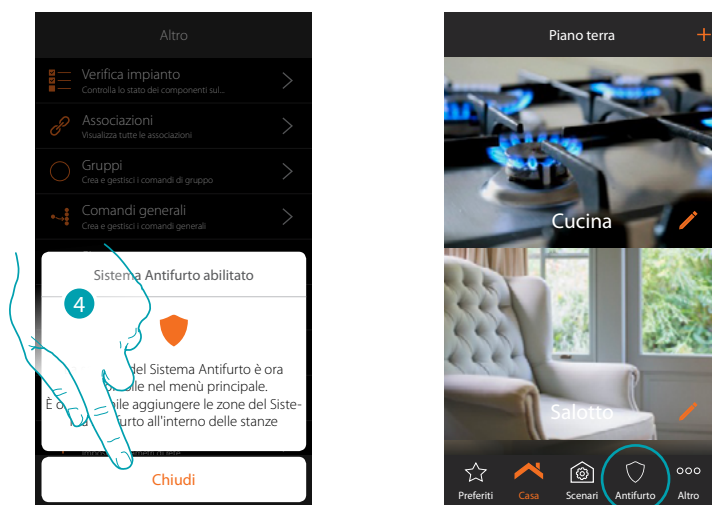 Altro
Verifica impianto
Controlla lo stato dei componenti sul...
Associazioni
Visualizza tutte le associazioni
Gruppi
Crea e gestisci i comandi di gruppo
Comandi generali
Crea e gestisci i comandi generali
Sistema Antifurto abilitato
4
del Sistema Antifurto è ora
nel menù principale.
È aggiungere le zone del Siste-
all'interno delle stanze
Chiudi
Piano terra
Cucina
Salotto
Preferiti
Casa
Scenari
Antifurto
Altro